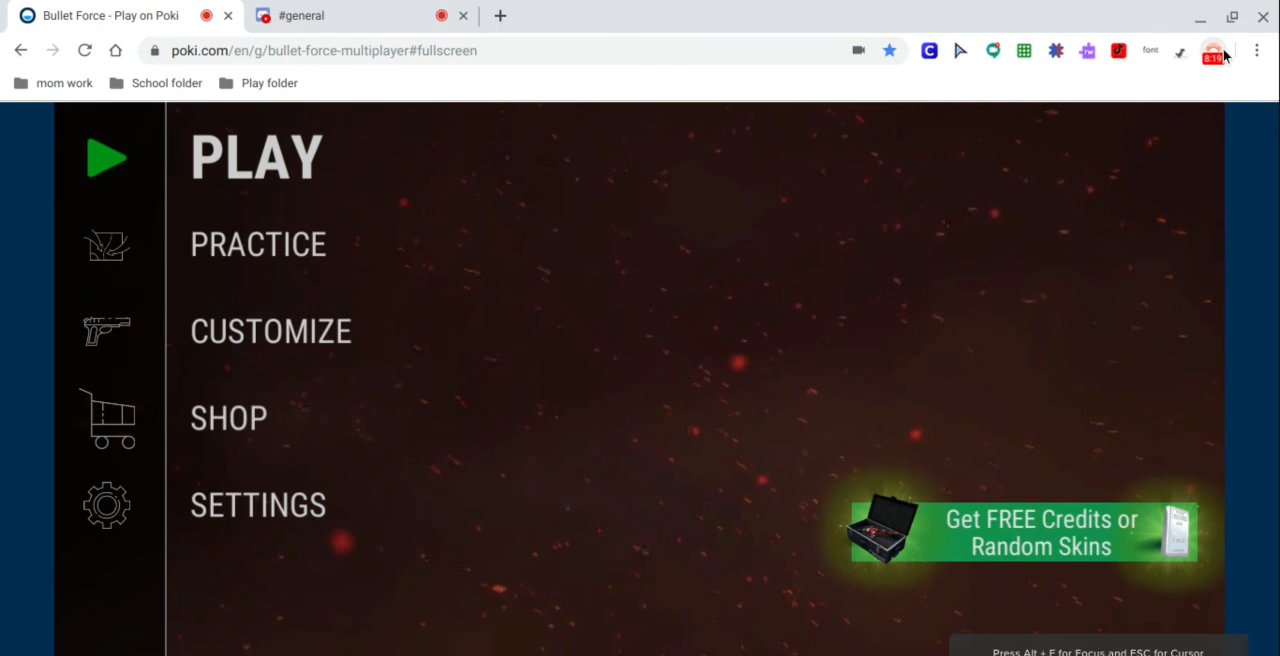 Bullet Force - Play on Poki
#general
poki.com/en/g/bullet-force-multiplayer#fullscreen
font
8:19
mom work
School folder
Play folder
PLAY
PRACTICE
CUSTOMIZE
SHOP
SETTINGS
Get FREE Credits or
Random Skins
Press Alt + F for Focus and ESC for Cursor